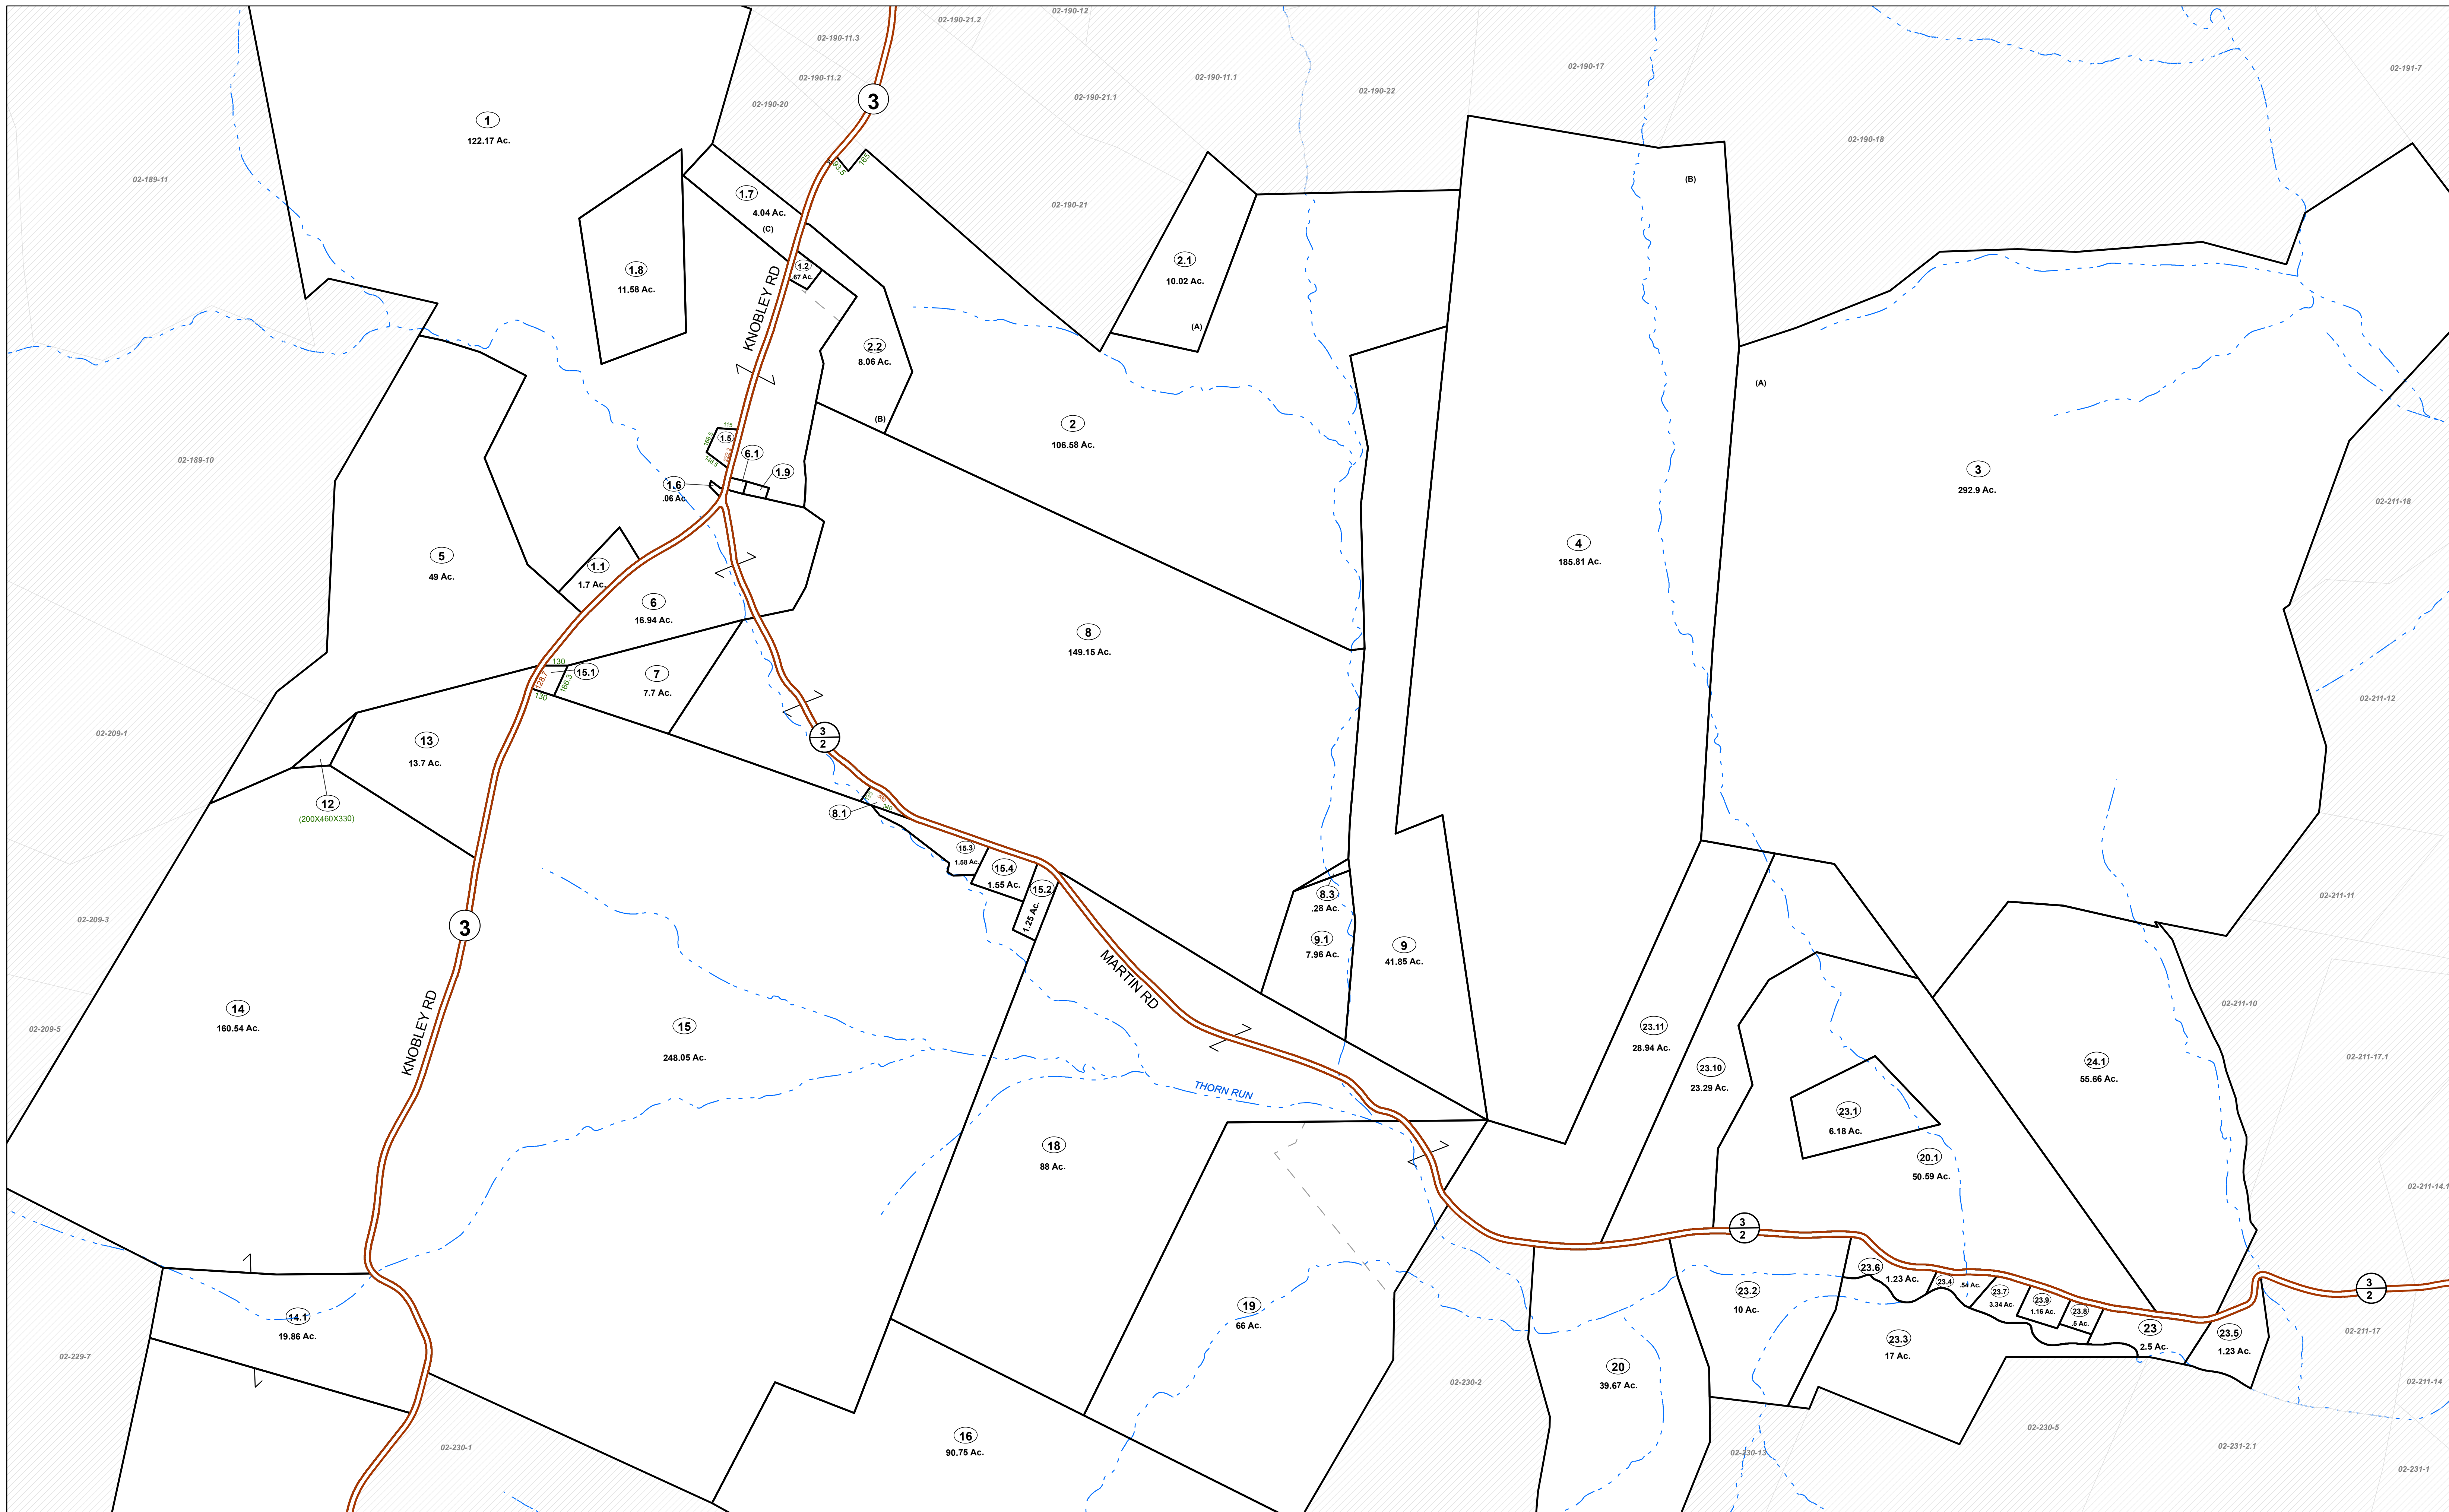 02-190-12
02-190-21.2
02-190-11.3
02-190-17
02-191-7
02-190-11.2
02-190-11.1
02-190-22
02-190-21.1
02-190-20
3
1
122.17 Ac.
02-190-18
93.5
165
02-189-11
(B)
1.7
4.04 Ac.
(C)
02-190-21
2.1
10.02 Ac.
(A)
1.8
11.58 Ac.
1.2
.67 Ac.
KNOBLEY RD
2.2
8.06 Ac.
(B)
(A)
2
106.58 Ac.
115
168.5
1.5
146.5
222.2
02-189-10
6.1
1.9
1.6
.06 Ac.
3
292.9 Ac.
02-211-18
4
185.81 Ac.
5
49 Ac.
1.1
1.7 Ac.
6
16.94 Ac.
8
149.15 Ac.
130
15.1
128.7
186.3
130
7
7.7 Ac.
02-211-12
02-209-1
13
13.7 Ac.
3
2
12
(200X460X330)
8.1
15.3
1.58 Ac.
15.4
1.55 Ac.
15.2
1.25 Ac.
8.3
.28 Ac.
02-211-11
02-209-3
3
9.1
7.96 Ac.
9
41.85 Ac.
MARTIN RD
02-211-10
14
160.54 Ac.
02-209-5
KNOBLEY RD
15
248.05 Ac.
23.11
28.94 Ac.
23.10
23.29 Ac.
24.1
55.66 Ac.
02-211-17.1
THORN RUN
23.1
6.18 Ac.
18
88 Ac.
20.1
50.59 Ac.
02-211-14.1
3
2
23.6
1.23 Ac.
23.4
.54 Ac.
23.7
3.34 Ac.
23.9
1.16 Ac.
23.8
.5 Ac.
3
2
23.2
10 Ac.
19
66 Ac.
14.1
19.86 Ac.
23
2.5 Ac.
23.5
1.23 Ac.
02-211-17
23.3
17 Ac.
02-229-7
20
39.67 Ac.
02-230-2
02-211-14
16
90.75 Ac.
02-230-1
02-230-5
02-230-13
02-231-2.1
02-231-1